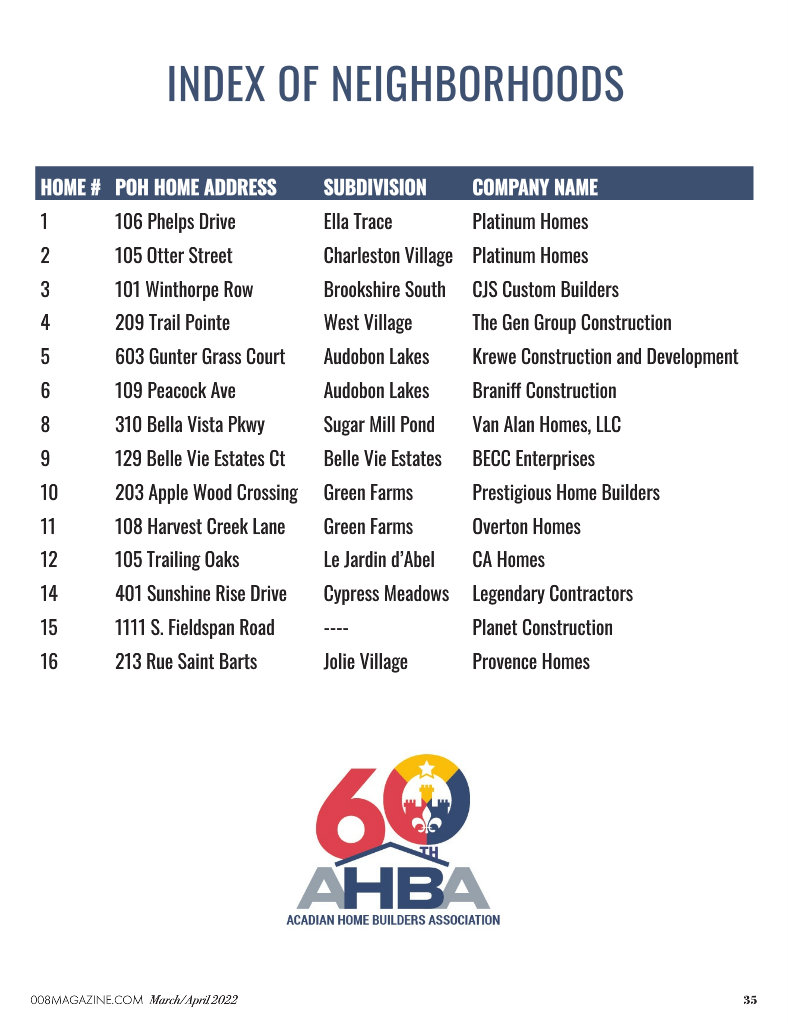 INDEX OF NEIGHBORHOODS
HOME # POH HOME ADDRESS SUBDIVISION COMPANY NAME
1 106 Phelps Drive Ella Trace Platinum Homes
2 105 Otter Street Charleston Village Platinum Homes
3 101 Winthorpe Row Brookshire South CJS Custom Builders
4 209 Trail Pointe West Village The Gen Group Construction
5 603 Gunter Grass Court Audobon Lakes Krewe Construction and Development
6 109 Peacock Ave Audobon Lakes Braniff Construction
8 310 Bella Vista Pkwy Sugar Mill Pond Van Alan Homes, LLC
9 129 Belle Vie Estates Ct Belle Vie Estates BECC Enterprises
10 203 Apple Wood Crossing Green Farms Prestigious Home Builders
11 108 Harvest Creek Lane Green Farms Overton Homes
12 105 Trailing Oaks Le Jardin d’Abel CA Homes
14 401 Sunshine Rise Drive Cypress Meadows Legendary Contractors
15 1111 S. Fieldspan Road ---- Planet Construction
16 213 Rue Saint Barts Jolie Village Provence Homes
60
TH
AHBA
ACADIAN HOME BUILDERS ASSOCIATION
008MAGAZINE.COM March/April 2022 35